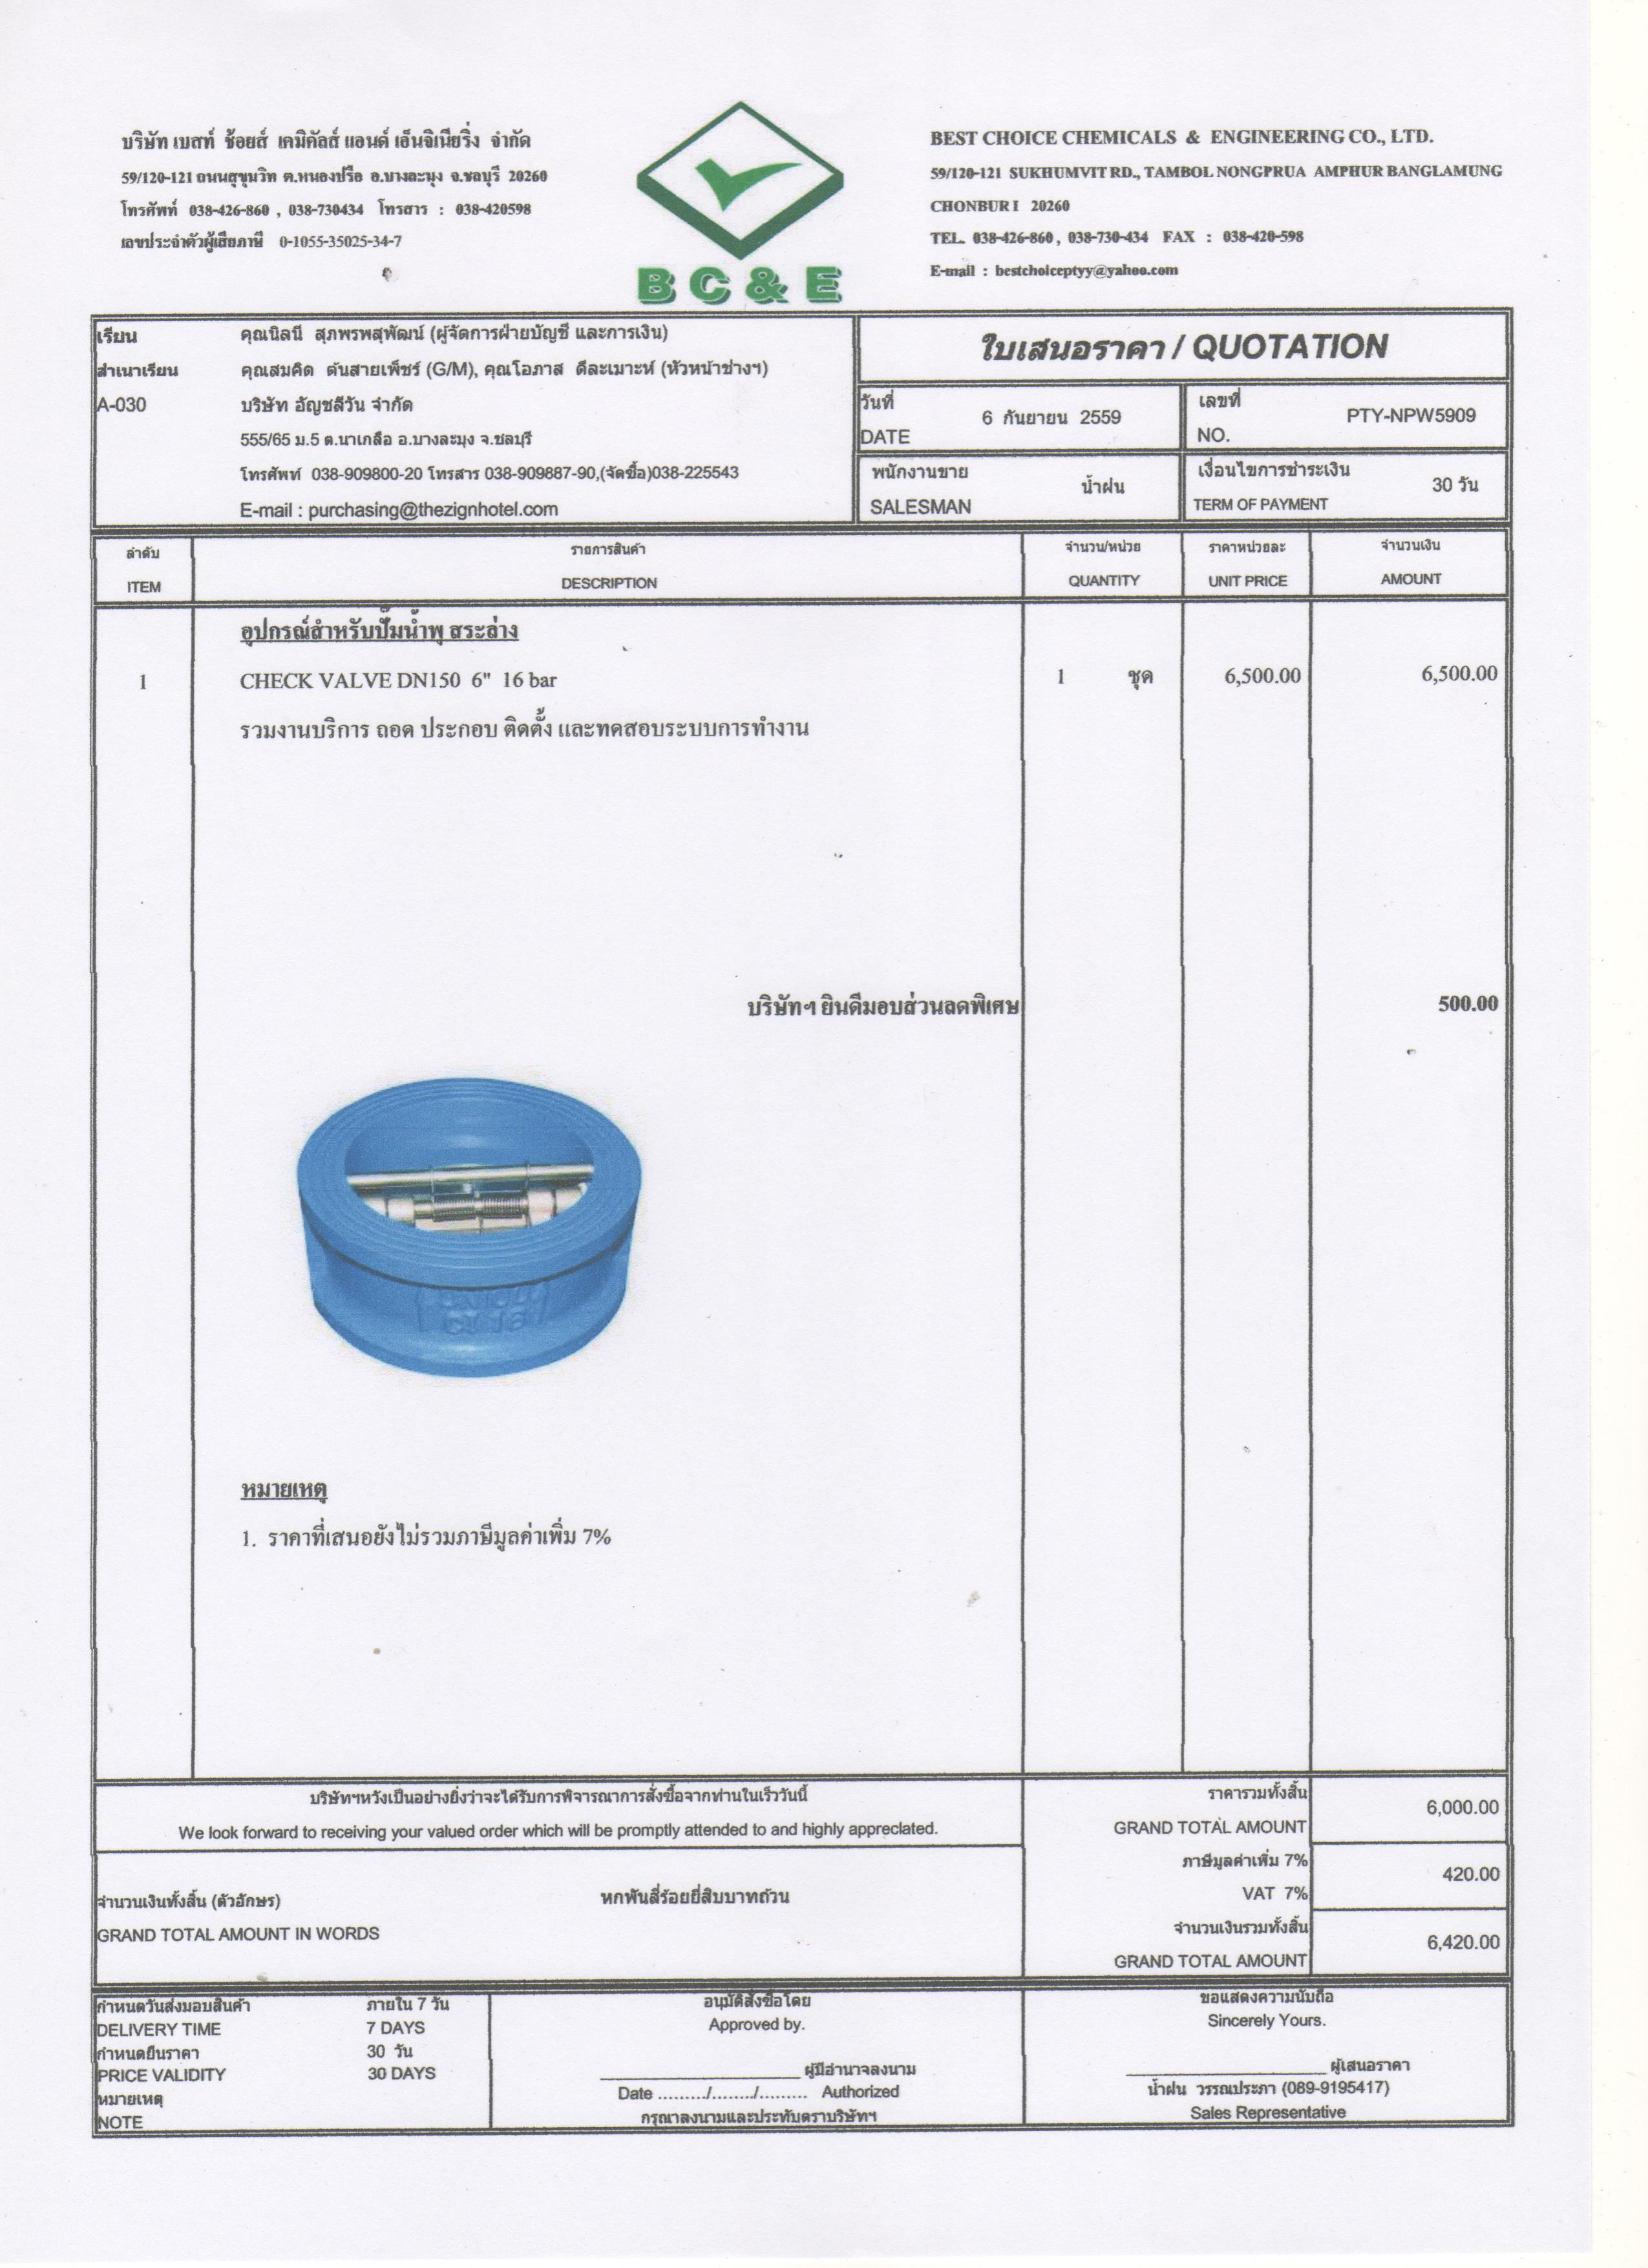 บริษัท เบสท์ ช้อยส์ เคมิคัลส์ แอนด์ เอ็นจิเนียริ่ง จำกัด
59/120-121 ถนนสุขุมวิท ต.หนองปรือ อ.บางละมุง จ.ชลบุรี 20260
โทรศัพท์ 038-426-860 , 038-730434 โทรสาร : 038-420598
เลขประจำตัวผู้เสียภาษี 0-1055-35025-34-7
BC&E
BEST CHOICE CHEMICALS & ENGINEERING CO., LTD.
59/120-121 SUKHUMVIT RD., TAMBOL NONGPRUA AMPHUR BANGLAMUNG
CHONBURI 20260
TEL. 038-426-860 , 038-730-434 FAX : 038-420-598
E-mail : bestchoiceptyy@yahoo.com
เรียน คุณนิลนี สุภพรพสุพัฒน์ (ผู้จัดการฝ่ายบัญชี และการเงิน)
สำเนาเรียน คุณสมคิด ตันสายเพ็ชร์ (G/M), คุณโอภาส ดีละเมาะห์ (หัวหน้าช่างฯ)
A-030 บริษัท อัญชลีวัน จำกัด
555/65 ม.5 ต.นาเกลือ อ.บางละมุง จ.ชลบุรี
โทรศัพท์ 038-909800-20 โทรสาร 038-909887-90,(จัดซื้อ)038-225543
E-mail : purchasing@thezignhotel.com
ใบเสนอราคา / QUOTATION
วันที่ 6 กันยายน 2559
DATE
เลขที่ PTY-NPW5909
NO.
พนักงานขาย น้ำฝน
SALESMAN
เงื่อนไขการชำระเงิน 30 วัน
TERM OF PAYMENT
ลำดับ รายการสินค้า จำนวน/หน่วย ราคาหน่วยละ จำนวนเงิน
ITEM DESCRIPTION QUANTITY UNIT PRICE AMOUNT
อุปกรณ์สำหรับปั๊มน้ำพุ สระล่าง
1 CHECK VALVE DN150 6" 16 bar 1 ชุด 6,500.00 6,500.00
รวมงานบริการ ถอด ประกอบ ติดตั้ง และทดสอบระบบการทำงาน
บริษัทฯ ยินดีมอบส่วนลดพิเศษ 500.00
หมายเหตุ
1. ราคาที่เสนอยังไม่รวมภาษีมูลค่าเพิ่ม 7%
บริษัทฯหวังเป็นอย่างยิ่งว่าจะได้รับการพิจารณาการสั่งซื้อจากท่านในเร็ววันนี้
We look forward to receiving your valued order which will be promptly attended to and highly appreciated.
ราคารวมทั้งสิ้น 6,000.00
GRAND TOTAL AMOUNT
ภาษีมูลค่าเพิ่ม 7% 420.00
VAT 7%
จำนวนเงินทั้งสิ้น (ตัวอักษร) หกพันสี่ร้อยยี่สิบบาทถ้วน
GRAND TOTAL AMOUNT IN WORDS
จำนวนเงินรวมทั้งสิ้น 6,420.00
GRAND TOTAL AMOUNT
กำหนดวันส่งมอบสินค้า ภายใน 7 วัน
DELIVERY TIME 7 DAYS
กำหนดยืนราคา 30 วัน
PRICE VALIDITY 30 DAYS
หมายเหตุ
NOTE
อนุมัติสั่งซื้อโดย
Approved by.
ผู้มีอำนาจลงนาม
Date ........./......../......... Authorized
กรุณาลงนามและประทับตราบริษัทฯ
ขอแสดงความนับถือ
Sincerely Yours.
ผู้เสนอราคา
น้ำฝน วรรณประภา (089-9195417)
Sales Representative